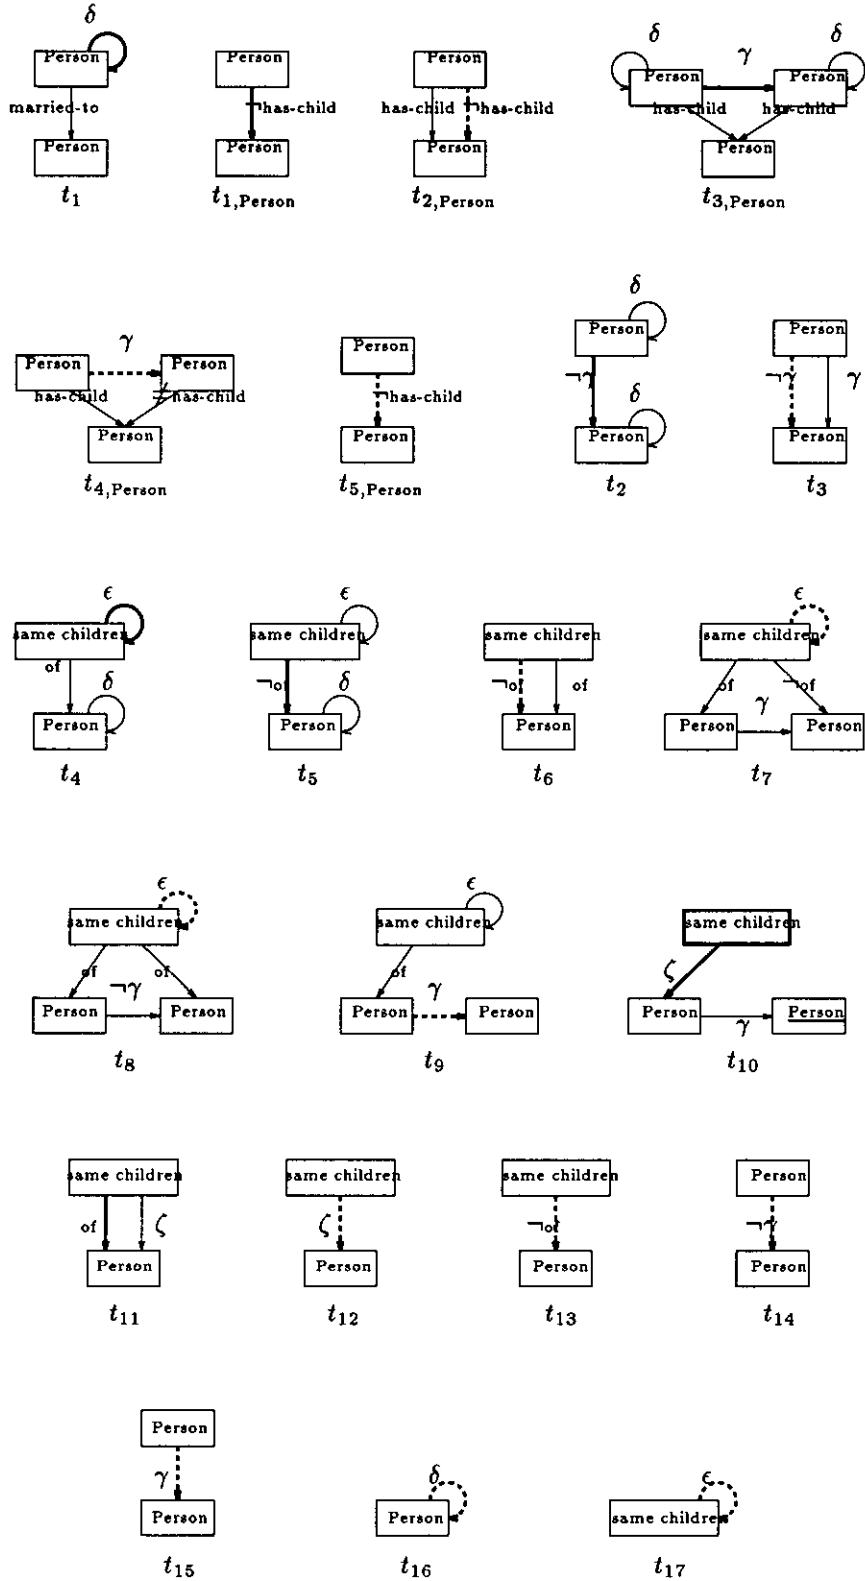 δ
Person
married-to
Person
t1
Person
¬has-child
Person
t1,Person
Person
has-child ¬has-child
Person
t2,Person
δ γ δ
Person Person
has-child has-child
Person
t3,Person
γ
Person Person
has-child ≠has-child
Person
t4,Person
Person
¬has-child
Person
t5,Person
δ
Person
¬γ
δ
Person
t2
Person
¬γ γ
Person
t3
ϵ
same children
of
δ
Person
t4
ϵ
same children
¬of
δ
Person
t5
same children
¬of of
Person
t6
ϵ
same children
of ¬of
γ
Person Person
t7
ϵ
same children
of of
¬γ
Person Person
t8
ϵ
same children
of
γ
Person Person
t9
same children
ζ
Person Person
γ
t10
same children
of ζ
Person
t11
same children
ζ
Person
t12
same children
¬of
Person
t13
Person
¬γ
Person
t14
Person
γ
Person
t15
δ
Person
t16
ϵ
same children
t17